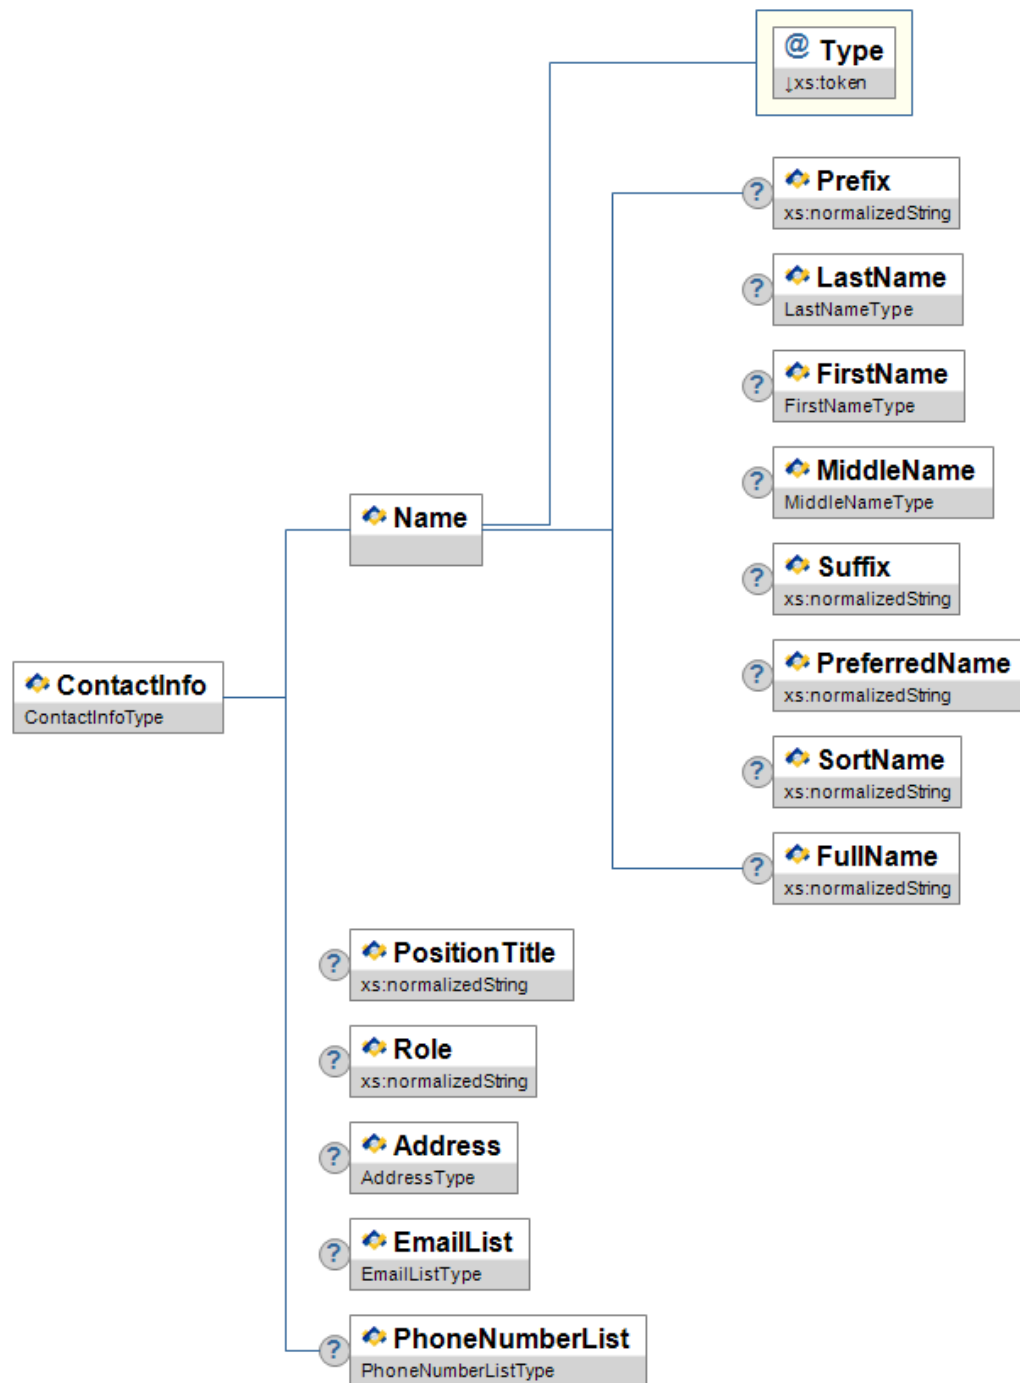 @ Type
↓xs:token
? Prefix
xs:normalizedString
? LastName
LastNameType
? FirstName
FirstNameType
? MiddleName
MiddleNameType
Name
? Suffix
xs:normalizedString
? PreferredName
xs:normalizedString
ContactInfo
ContactInfoType
? SortName
xs:normalizedString
? FullName
xs:normalizedString
? PositionTitle
xs:normalizedString
? Role
xs:normalizedString
? Address
AddressType
? EmailList
EmailListType
? PhoneNumberList
PhoneNumberListType